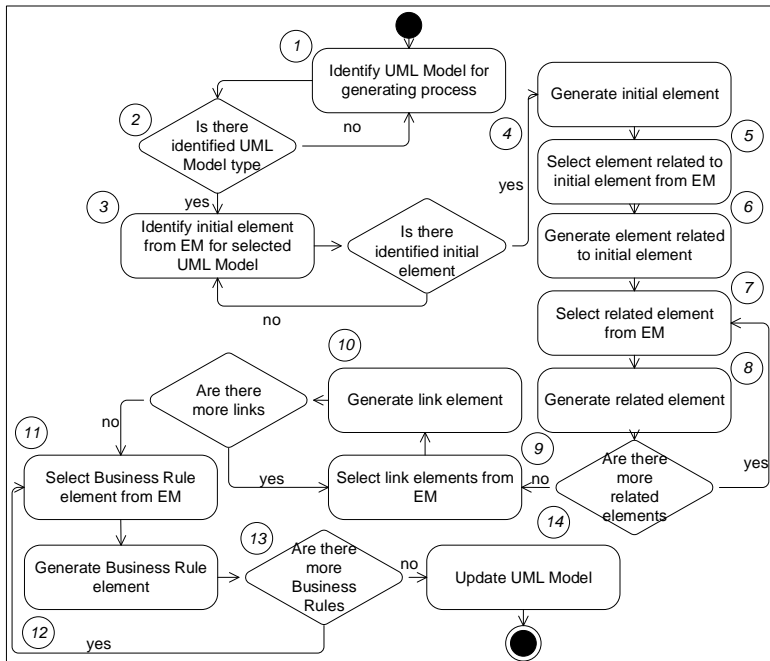 1
Identify UML Model for
generating process
2
Is there
identified UML
Model type
no
yes
3
Identify initial element
from EM for selected
UML Model
Is there
identified initial
element
no
yes
4
Generate initial element
5
Select element related to
initial element from EM
6
Generate element related
to initial element
7
Select related element
from EM
8
Generate related element
Are there
more
related
elements
yes
no
9
Select link elements from
EM
10
Generate link element
Are there
more links
yes
no
11
Select Business Rule
element from EM
Generate Business Rule
element
12
yes
13
Are there
more
Business
Rules
no
14
Update UML Model